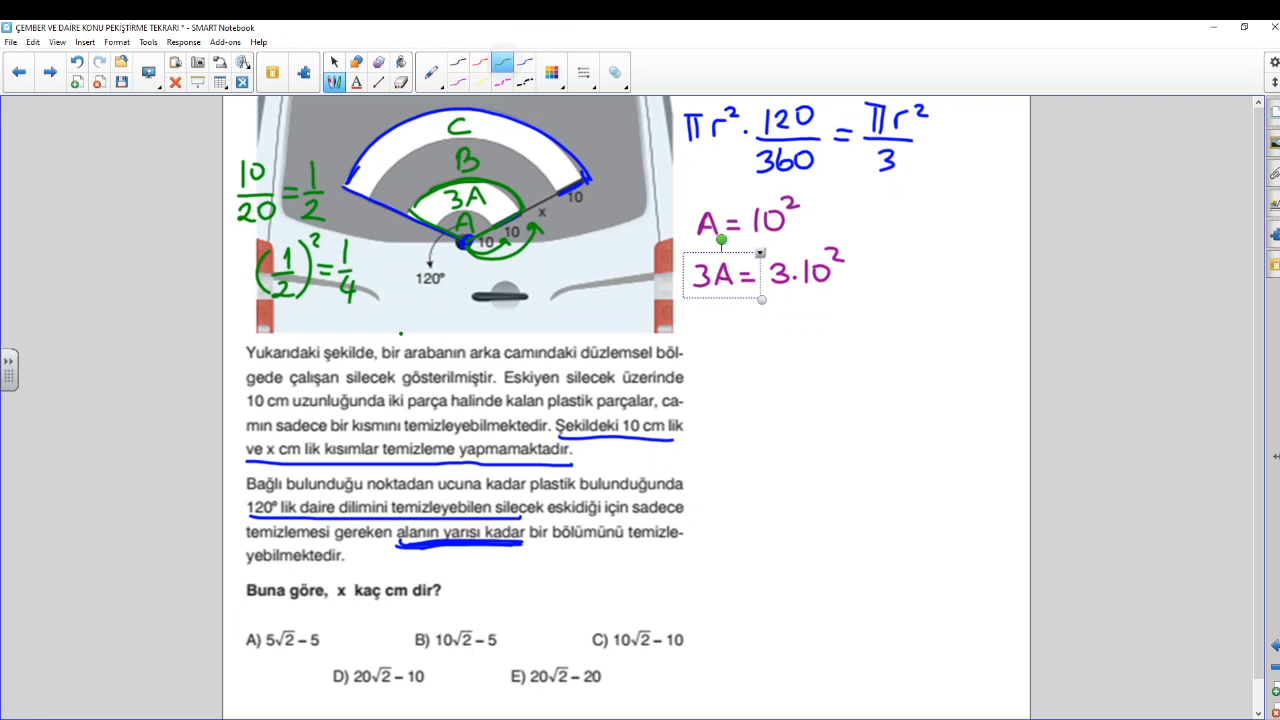 ÇEMBER VE DAİRE KONU PEKİŞTİRME TEKRARI * - SMART Notebook
File Edit View Insert Format Tools Response Add-ons Help
C
B
3A
A
10
x
10
10
120°
10/20 = 1/2
(1/2)² = 1/4
πr² · 120/360 = πr²/3
A = 10²
3A = 3·10²
Yukarıdaki şekilde, bir arabanın arka camındaki düzlemsel böl-
gede çalışan silecek gösterilmiştir. Eskiyen silecek üzerinde
10 cm uzunluğunda iki parça halinde kalan plastik parçalar, ca-
mın sadece bir kısmını temizleyebilmektedir. Şekildeki 10 cm lik
ve x cm lik kısımlar temizleme yapmamaktadır.
Bağlı bulunduğu noktadan ucuna kadar plastik bulunduğunda
120° lik daire dilimini temizleyebilen silecek eskidiği için sadece
temizlemesi gereken alanın yarısı kadar bir bölümünü temizle-
yebilmektedir.
Buna göre, x kaç cm dir?
A) 5√2 – 5 B) 10√2 – 5 C) 10√2 – 10
D) 20√2 – 10 E) 20√2 – 20